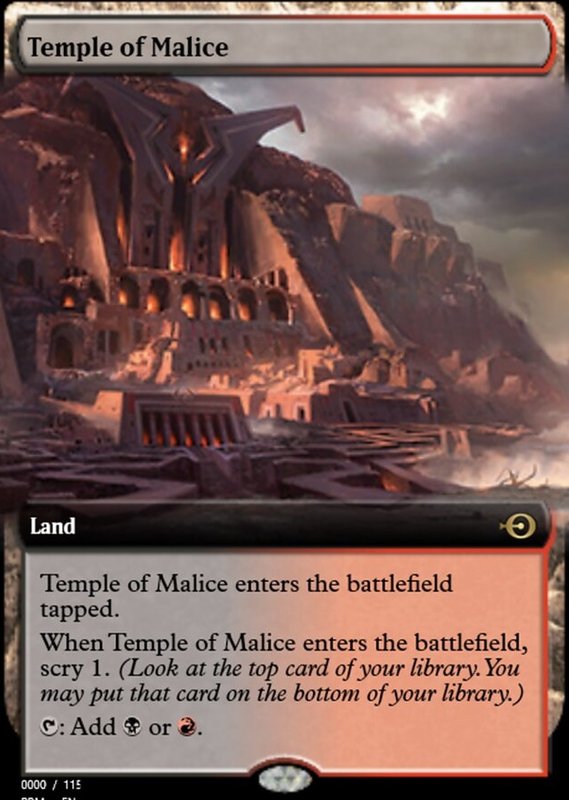 Temple of Malice
Land
Temple of Malice enters the battlefield
tapped.
When Temple of Malice enters the battlefield,
scry 1. (Look at the top card of your library. You
may put that card on the bottom of your library.)
: Add or .
0000 / 115